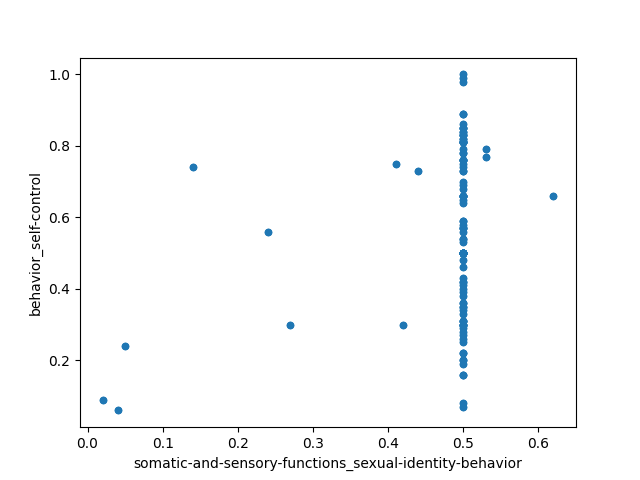 1.0
0.8
0.6
0.4
0.2
behavior_self-control
0.0 0.1 0.2 0.3 0.4 0.5 0.6
somatic-and-sensory-functions_sexual-identity-behavior